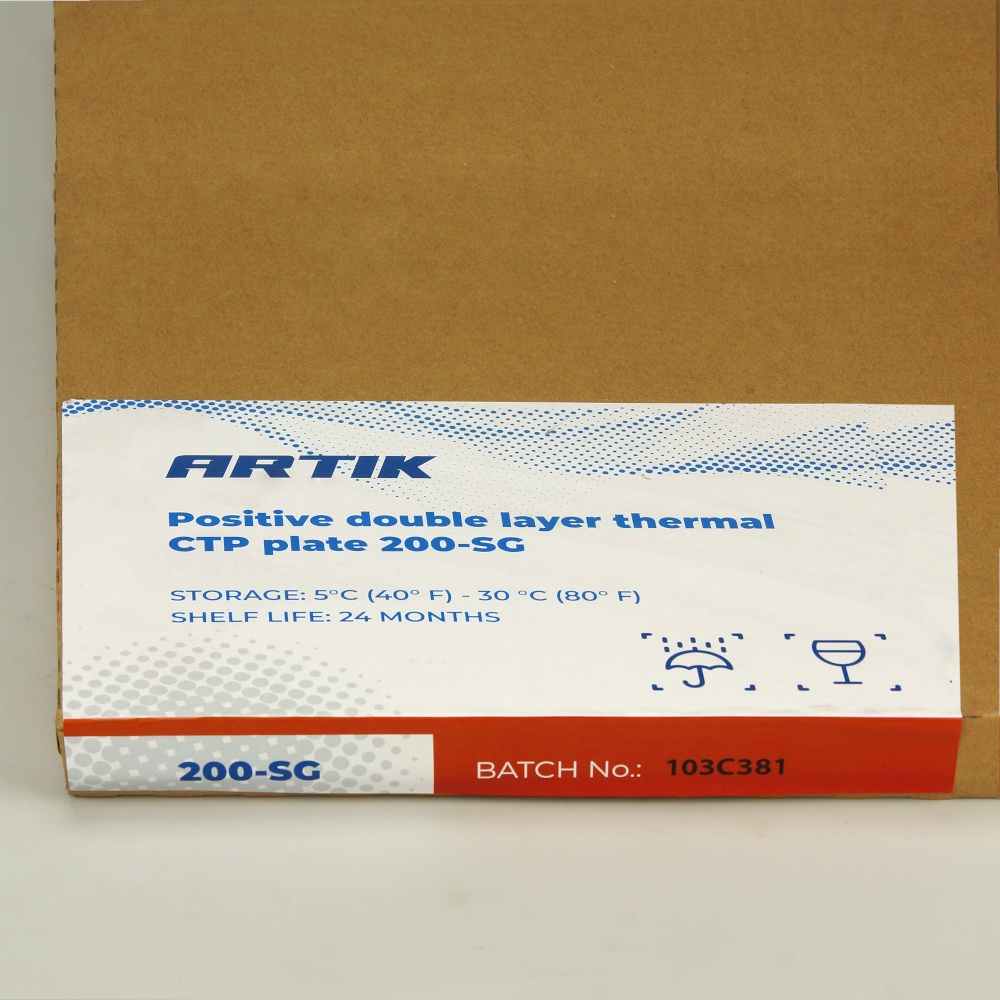 ARTIK
Positive double layer thermal
CTP plate 200-SG
STORAGE: 5°C (40° F) - 30 °C (80° F)
SHELF LIFE: 24 MONTHS
200-SG
BATCH No.: 103C381